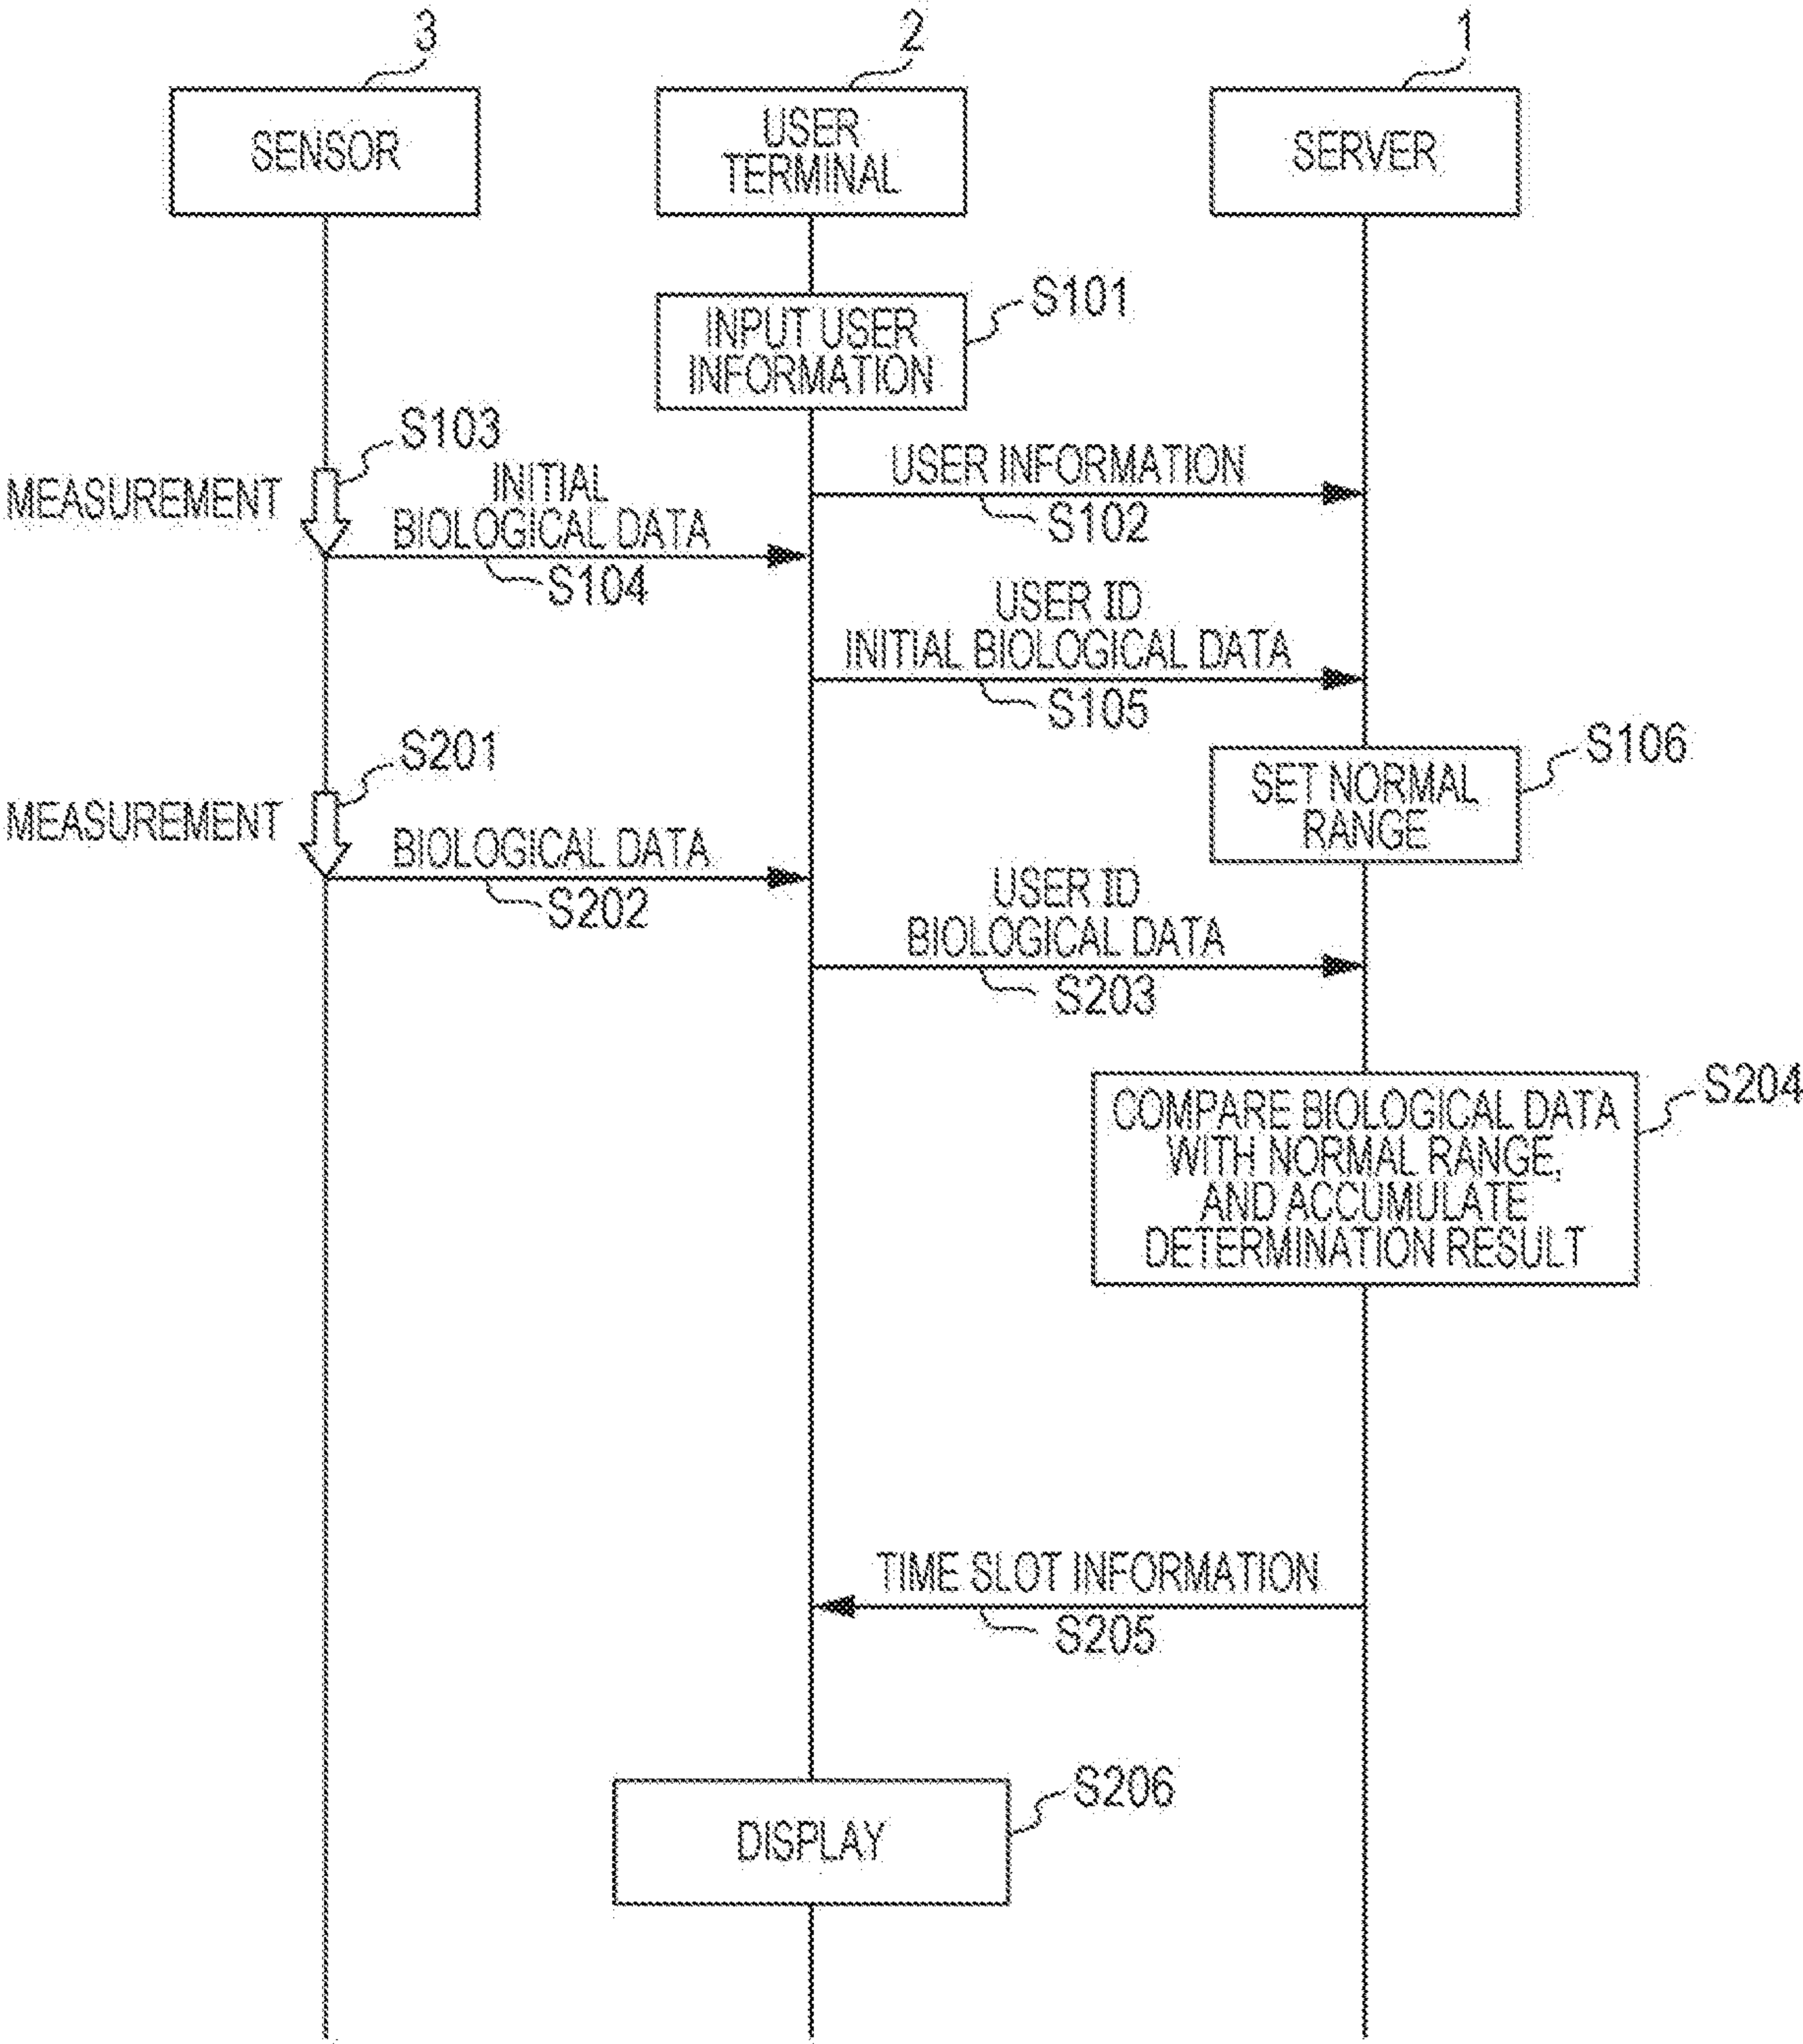 3
2
1
SENSOR
USER
TERMINAL
SERVER
S101
INPUT USER
INFORMATION
S103
MEASUREMENT
INITIAL
BIOLOGICAL DATA
S104
USER INFORMATION
S102
USER ID
INITIAL BIOLOGICAL DATA
S105
S201
MEASUREMENT
BIOLOGICAL DATA
S202
S106
SET NORMAL
RANGE
USER ID
BIOLOGICAL DATA
S203
S204
COMPARE BIOLOGICAL DATA
WITH NORMAL RANGE,
AND ACCUMULATE
DETERMINATION RESULT
TIME SLOT INFORMATION
S205
S206
DISPLAY